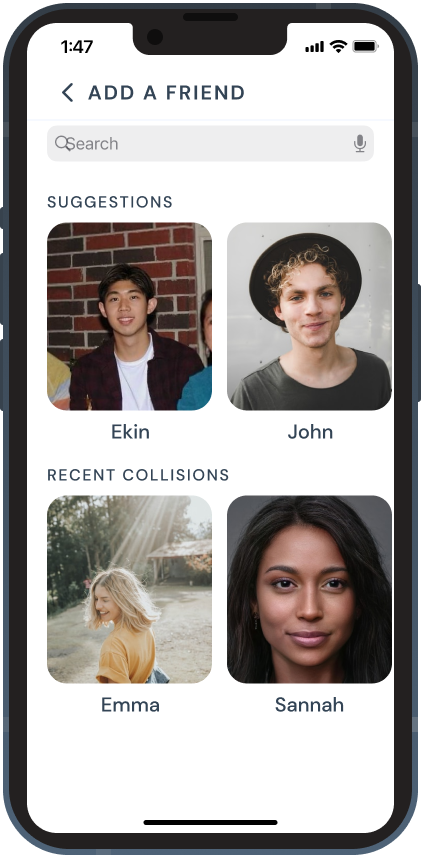 1:47
ADD A FRIEND
Search
SUGGESTIONS
Ekin
John
RECENT COLLISIONS
Emma
Sannah